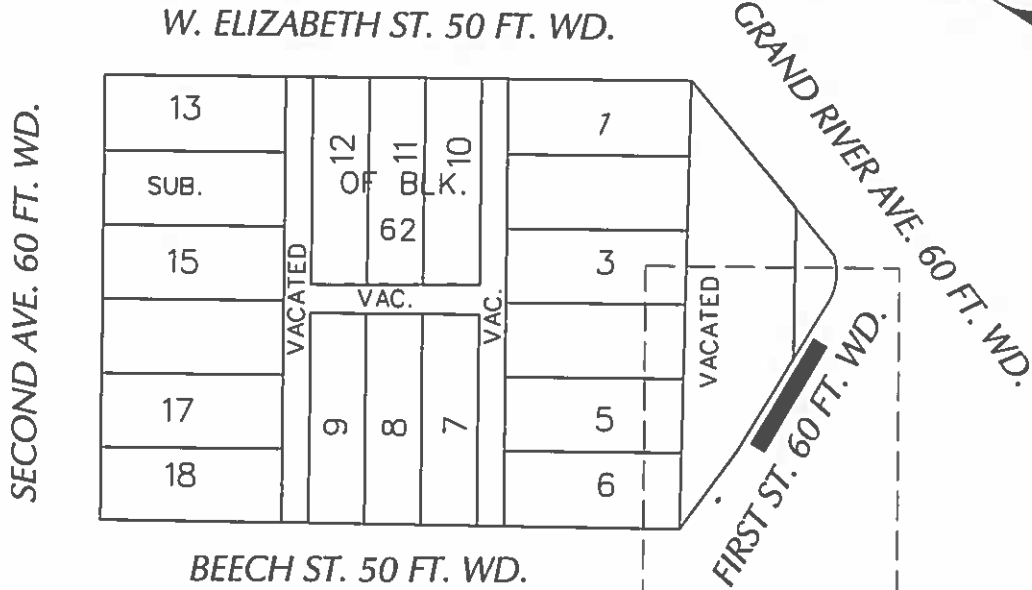 W. ELIZABETH ST. 50 FT. WD.
GRAND RIVER AVE. 60 FT. WD.
SECOND AVE. 60 FT. WD.
13
SUB.
15
17
18
VACATED
12
11
10
OF BLK.
62
VAC.
VAC.
9
8
7
1
3
5
6
VACATED
FIRST ST. 60 FT. WD.
BEECH ST. 50 FT. WD.